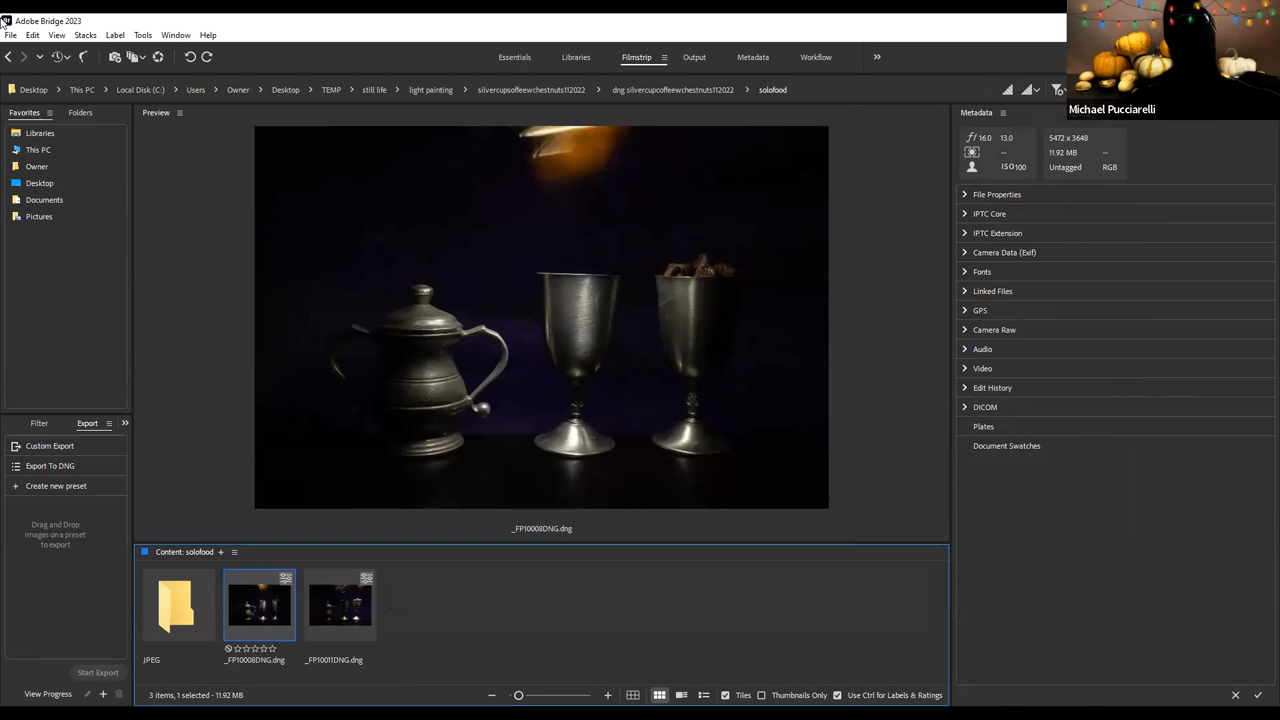 Br Adobe Bridge 2023
File Edit View Stacks Label Tools Window Help
Essentials Libraries Filmstrip Output Metadata Workflow
Desktop This PC Local Disk (C:) Users Owner Desktop TEMP still life light painting silvercupsoffeewchestnuts112022 dng silvercupcoffeewchestnuts112022 solofood
Michael Pucciarelli
Favorites Folders
Libraries
This PC
Owner
Desktop
Documents
Pictures
Filter Export
Custom Export
Export To DNG
Create new preset
Drag and Drop
images on a preset
to export
Start Export
View Progress
Preview
_FP10008DNG.dng
Content: solofood
JPEG
_FP10008DNG.dng
_FP10011DNG.dng
3 items, 1 selected - 11.92 MB
Tiles Thumbnails Only Use Ctrl for Labels & Ratings
Metadata
f/ 16.0 13.0
-- 
ISO100
5472 x 3648
11.92 MB --
Untagged RGB
File Properties
IPTC Core
IPTC Extension
Camera Data (Exif)
Fonts
Linked Files
GPS
Camera Raw
Audio
Video
Edit History
DICOM
Plates
Document Swatches